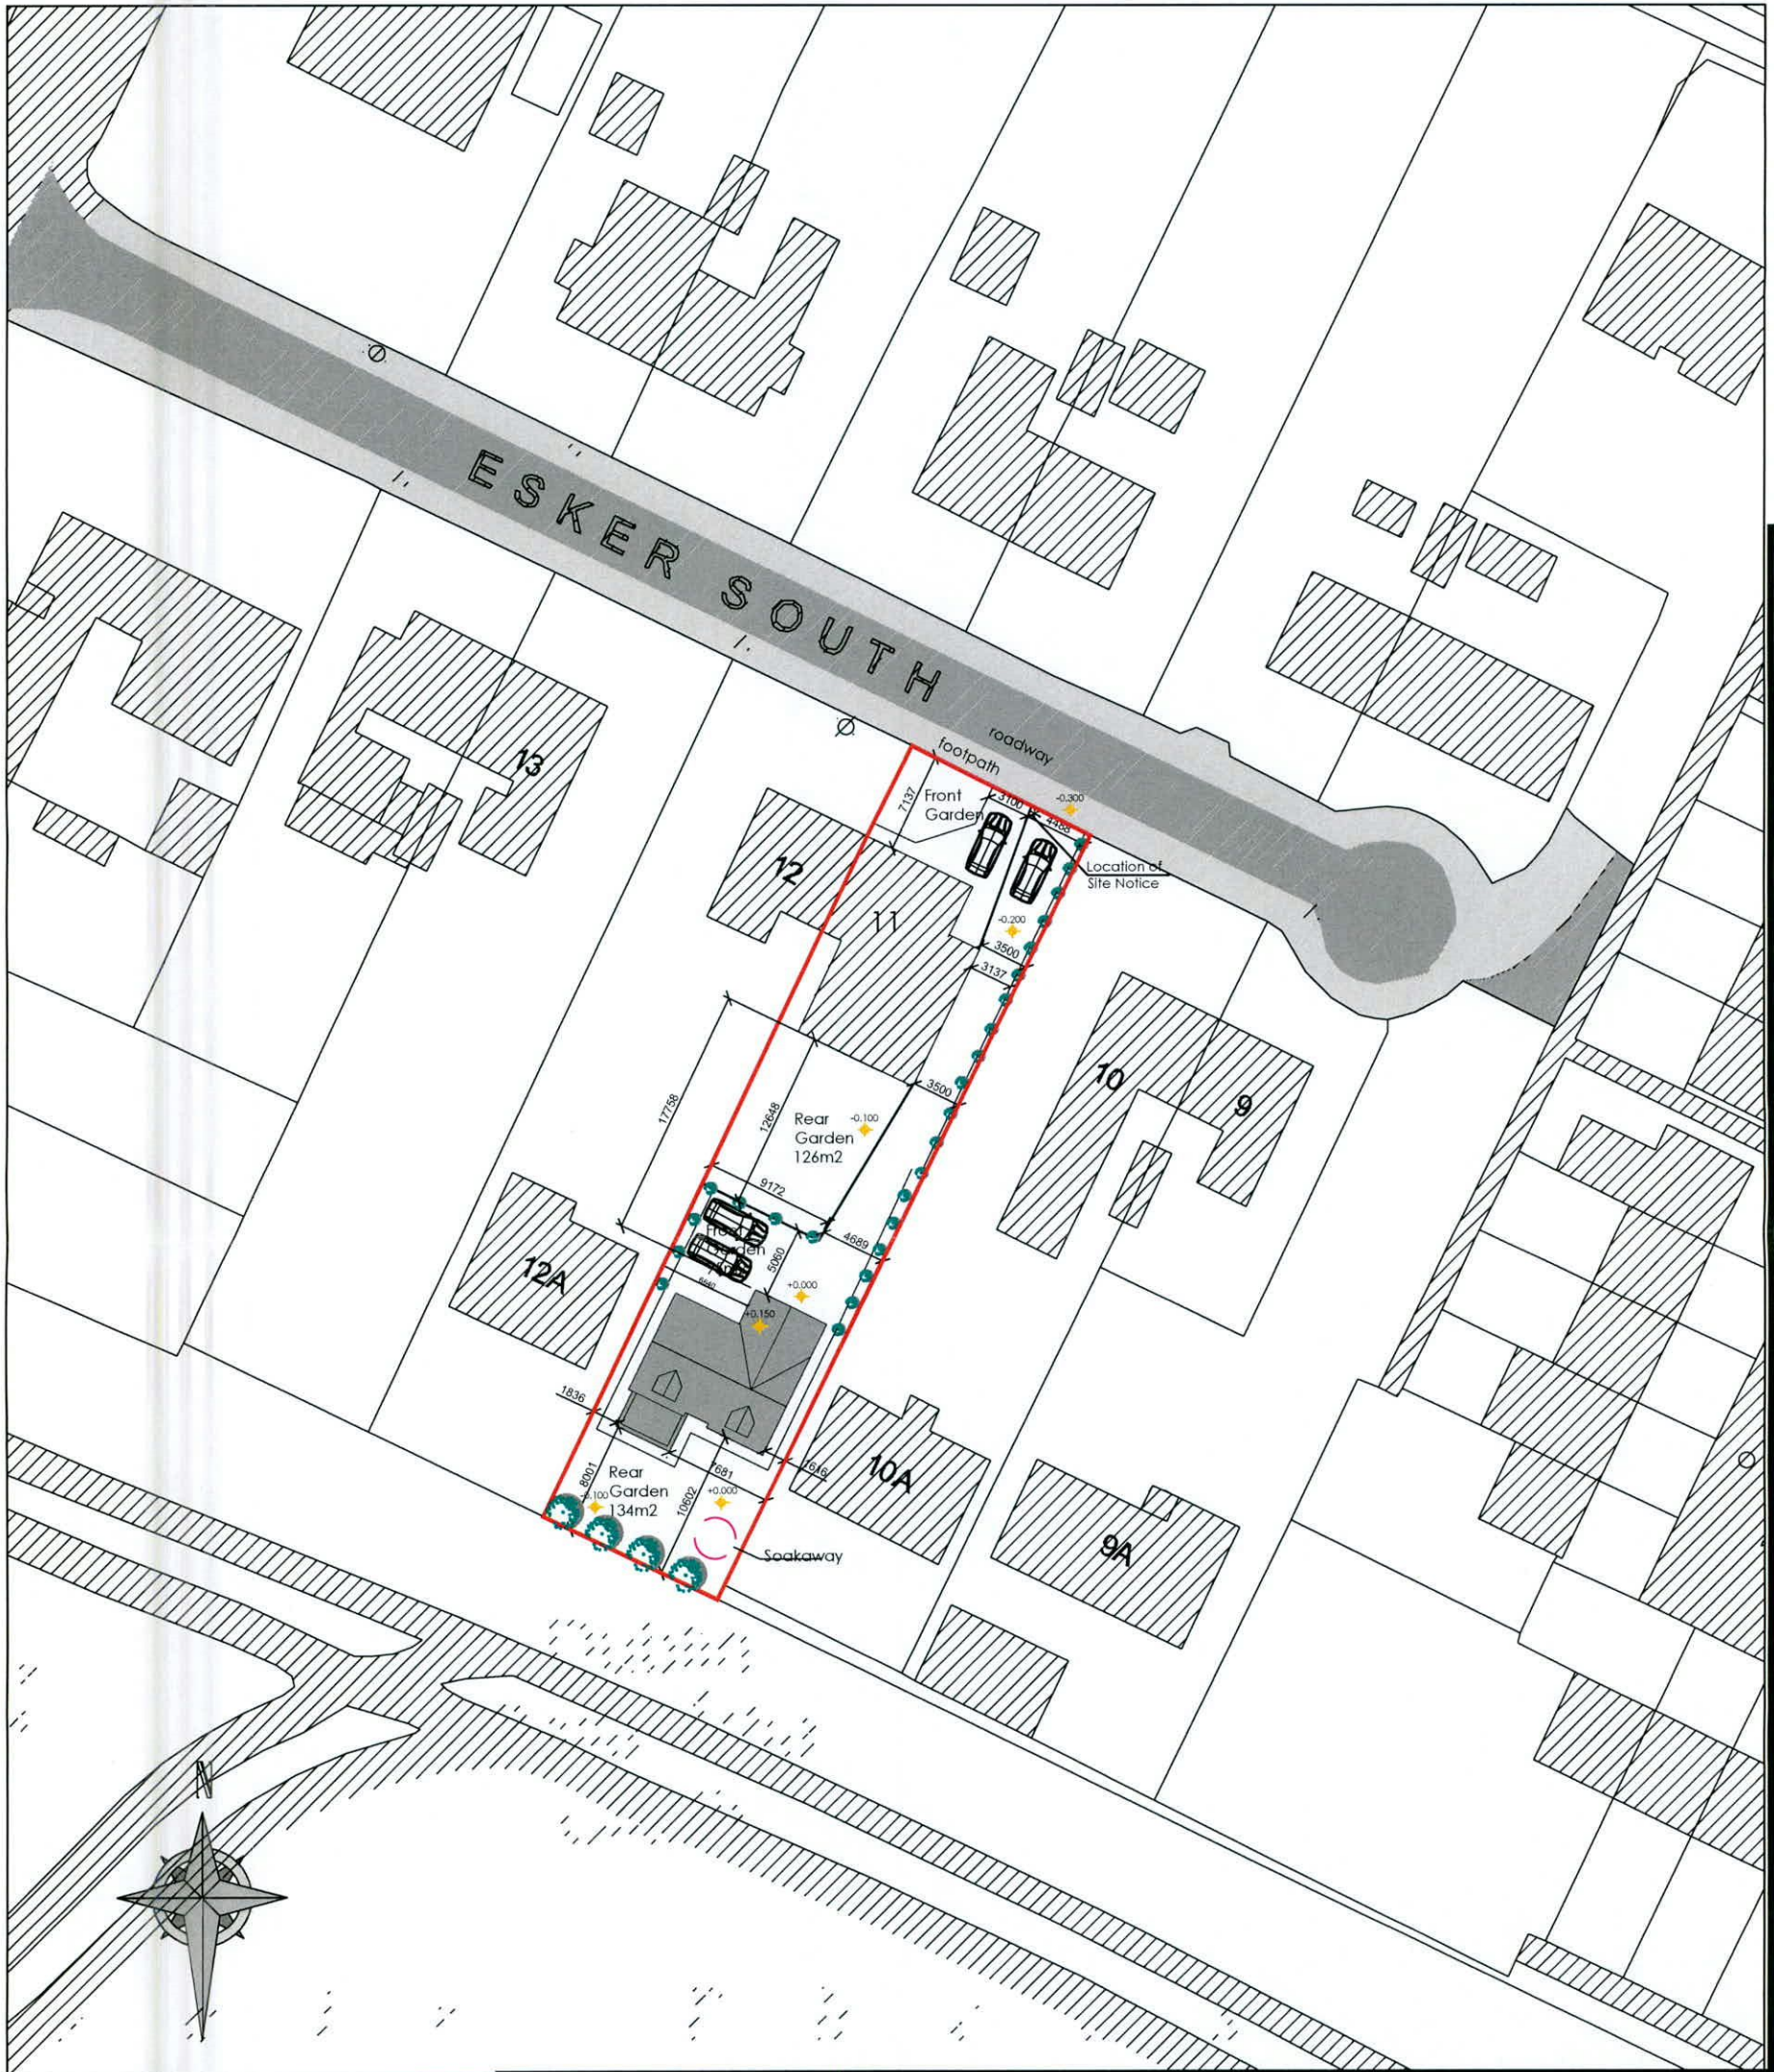 ESKER SOUTH
roadway
footpath
Front
Garden
7137
3100
-0.300
4488
Location of
Site Notice
13
12
11
-0.200
3500
3137
10
9
3500
17758
12648
Rear
Garden
126m2
-0.100
9172
4689
5060
Garden
+0.000
+0.150
12A
1836
10A
9A
7681
1616
8001
Rear
Garden
134m2
10602
+0.000
Soakaway
N